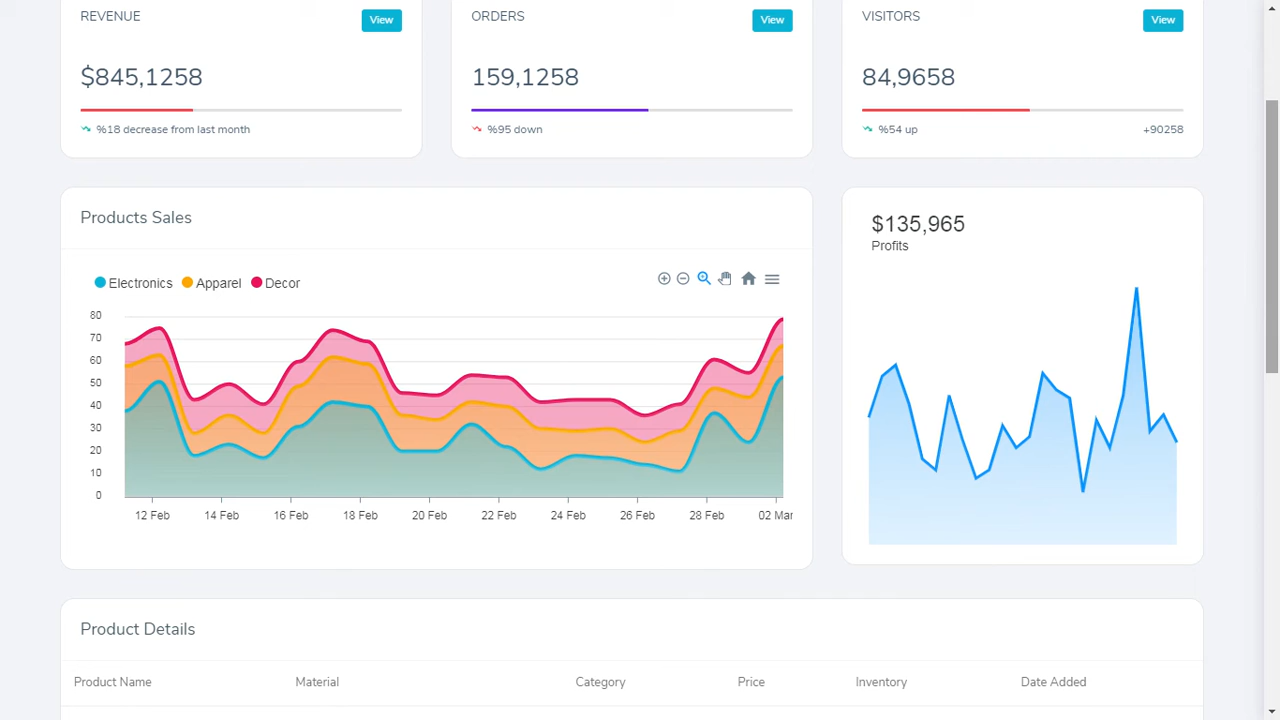 REVENUE
View
$845,1258
%18 decrease from last month
ORDERS
View
159,1258
%95 down
VISITORS
View
84,9658
%54 up
+90258
Products Sales
Electronics
Apparel
Decor
80
70
60
50
40
30
20
10
0
12 Feb
14 Feb
16 Feb
18 Feb
20 Feb
22 Feb
24 Feb
26 Feb
28 Feb
02 Mar
$135,965
Profits
Product Details
Product Name
Material
Category
Price
Inventory
Date Added